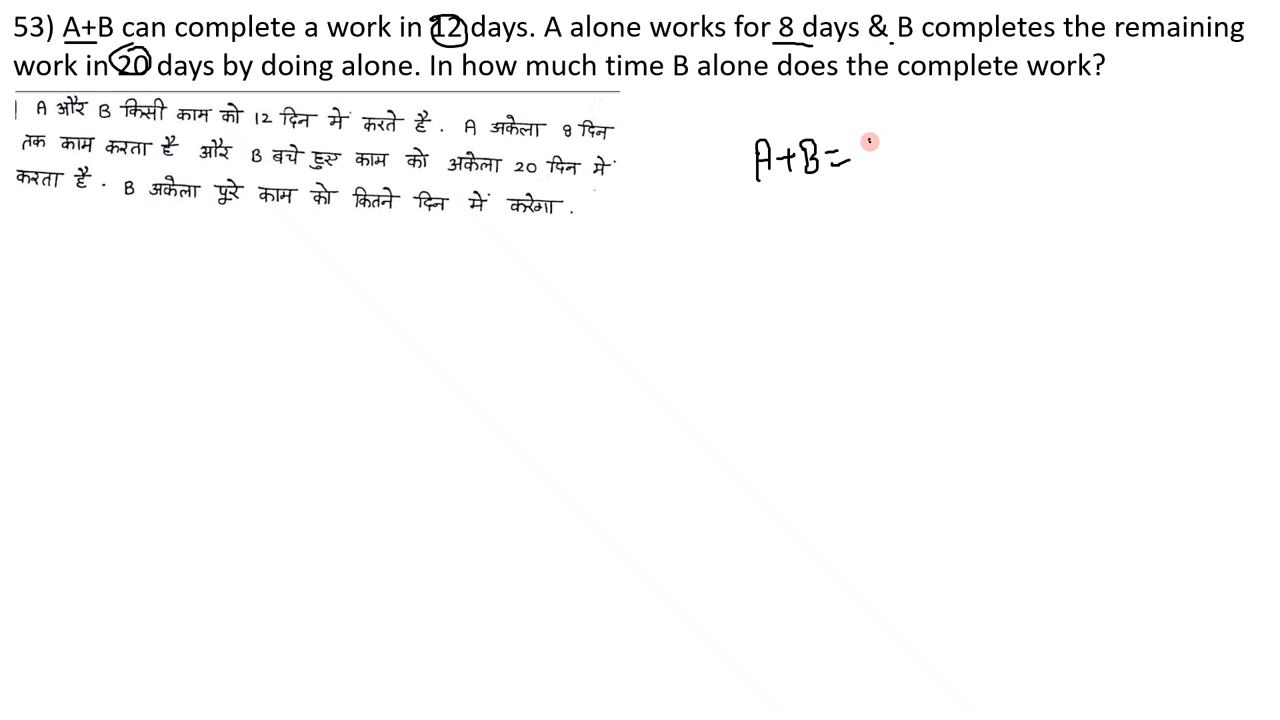 53) A+B can complete a work in 12 days. A alone works for 8 days & B completes the remaining
work in 20 days by doing alone. In how much time B alone does the complete work?
A और B किसी काम को 12 दिन में करते है. A अकेला 8 दिन
तक काम करता है और B बचे हुए काम को अकेला 20 दिन में
करता है. B अकेला पूरे काम को कितने दिन में करेगा.
A+B=